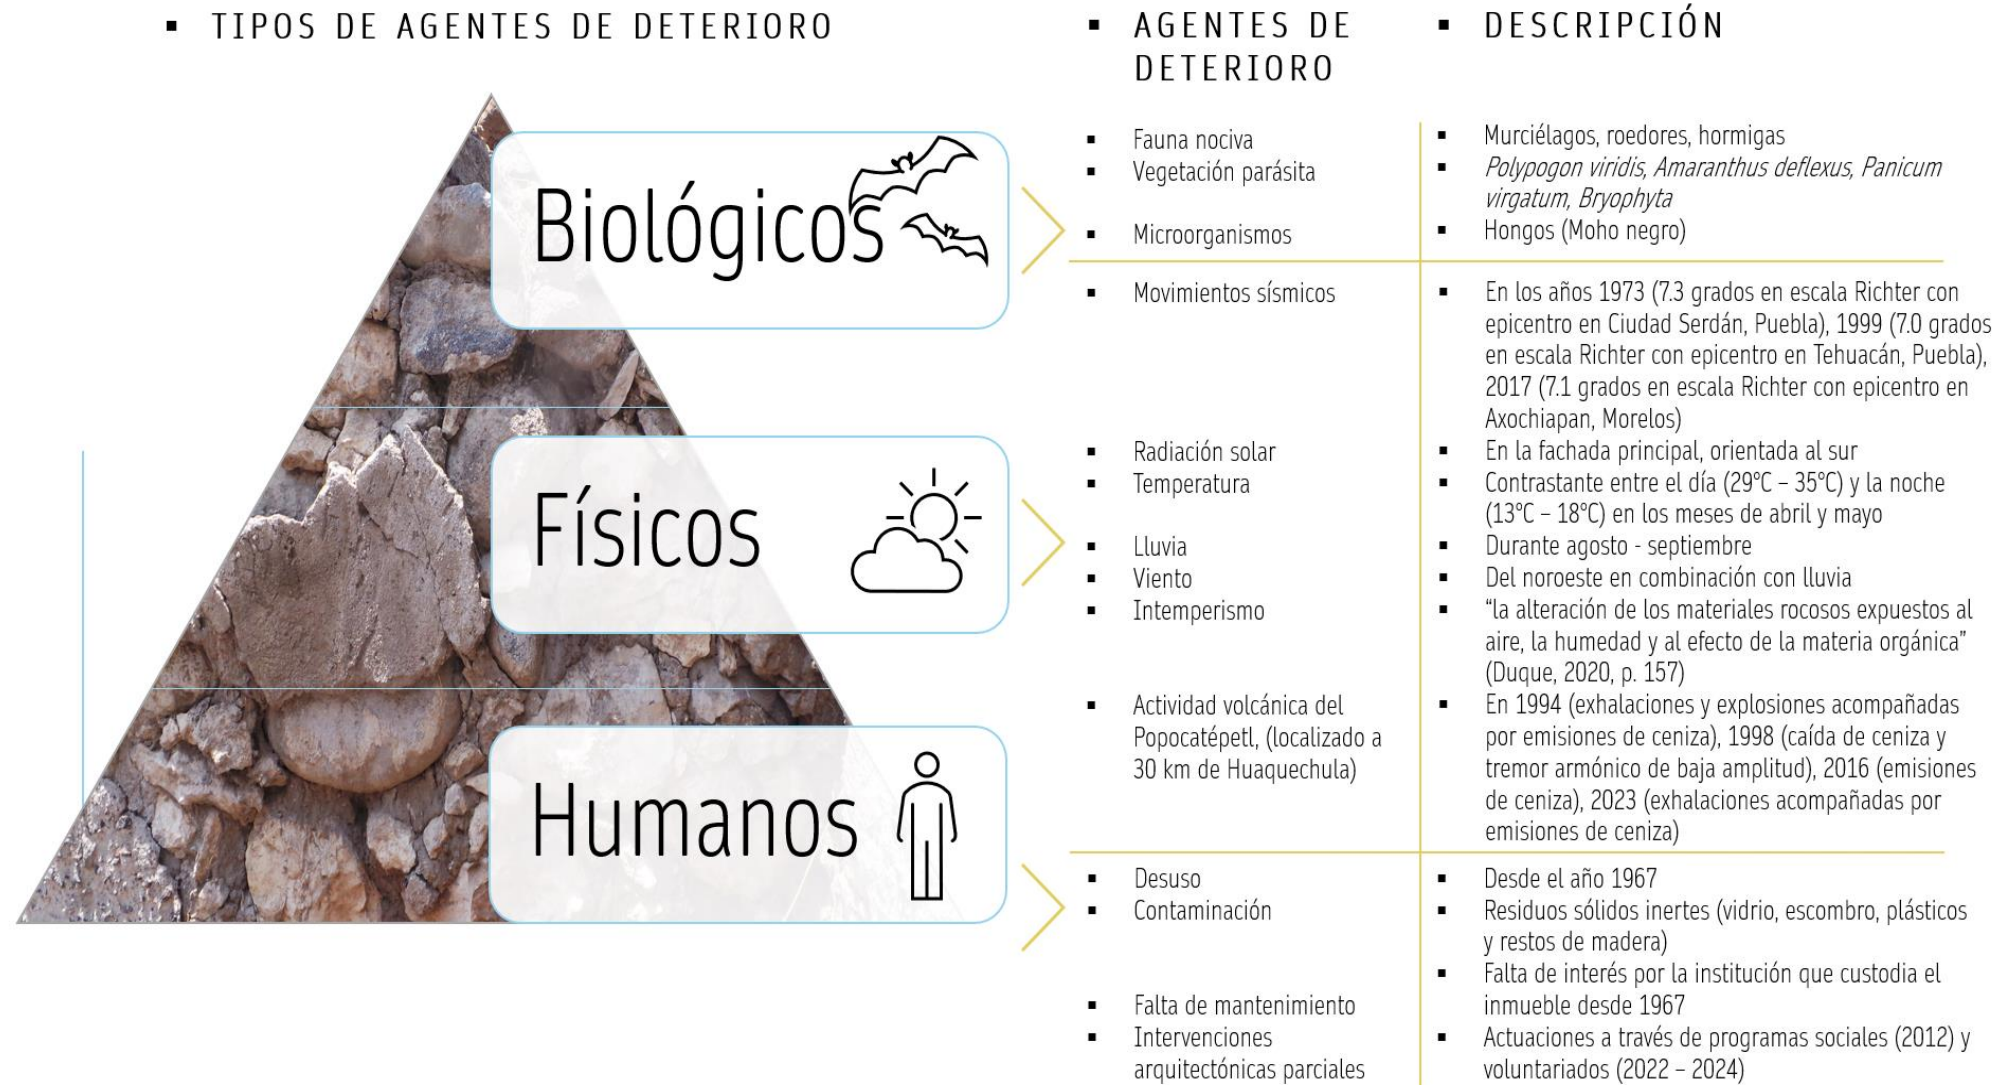 ▪ TIPOS DE AGENTES DE DETERIORO
▪ AGENTES DE
DETERIORO
▪ DESCRIPCIÓN
Biológicos
▪ Fauna nociva
▪ Vegetación parásita
▪ Microorganismos
▪ Murciélagos, roedores, hormigas
▪ Polypogon viridis, Amaranthus deflexus, Panicum
virgatum, Bryophyta
▪ Hongos (Moho negro)
Físicos
▪ Movimientos sísmicos
▪ Radiación solar
▪ Temperatura
▪ Lluvia
▪ Viento
▪ Intemperismo
▪ Actividad volcánica del
Popocatépetl, (localizado a
30 km de Huaquechula)
▪ En los años 1973 (7.3 grados en escala Richter con
epicentro en Ciudad Serdán, Puebla), 1999 (7.0 grados
en escala Richter con epicentro en Tehuacán, Puebla),
2017 (7.1 grados en escala Richter con epicentro en
Axochiapan, Morelos)
▪ En la fachada principal, orientada al sur
▪ Contrastante entre el día (29°C – 35°C) y la noche
(13°C – 18°C) en los meses de abril y mayo
▪ Durante agosto - septiembre
▪ Del noroeste en combinación con lluvia
▪ “la alteración de los materiales rocosos expuestos al
aire, la humedad y al efecto de la materia orgánica”
(Duque, 2020, p. 157)
▪ En 1994 (exhalaciones y explosiones acompañadas
por emisiones de ceniza), 1998 (caída de ceniza y
tremor armónico de baja amplitud), 2016 (emisiones
de ceniza), 2023 (exhalaciones acompañadas por
emisiones de ceniza)
Humanos
▪ Desuso
▪ Contaminación
▪ Falta de mantenimiento
▪ Intervenciones
arquitectónicas parciales
▪ Desde el año 1967
▪ Residuos sólidos inertes (vidrio, escombro, plásticos
y restos de madera)
▪ Falta de interés por la institución que custodia el
inmueble desde 1967
▪ Actuaciones a través de programas sociales (2012) y
voluntariados (2022 – 2024)